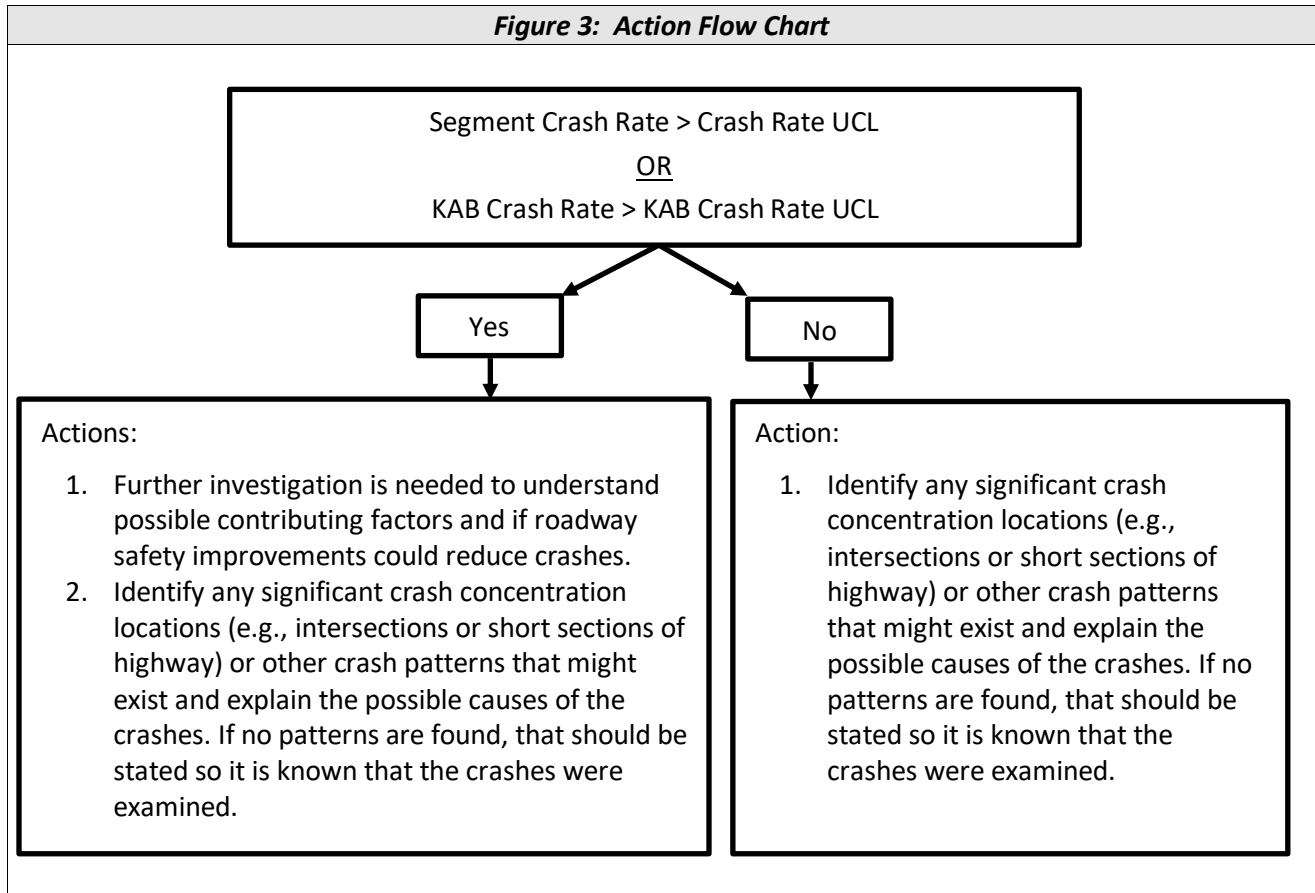 Figure 3:  Action Flow Chart
Segment Crash Rate > Crash Rate UCL
OR
KAB Crash Rate > KAB Crash Rate UCL
Yes
No
Actions:
1. Further investigation is needed to understand
possible contributing factors and if roadway
safety improvements could reduce crashes.
2. Identify any significant crash concentration
locations (e.g., intersections or short sections of
highway) or other crash patterns that might
exist and explain the possible causes of the
crashes. If no patterns are found, that should be
stated so it is known that the crashes were
examined.
Action:
1. Identify any significant crash
concentration locations (e.g.,
intersections or short sections of
highway) or other crash patterns
that might exist and explain the
possible causes of the crashes. If no
patterns are found, that should be
stated so it is known that the
crashes were examined.